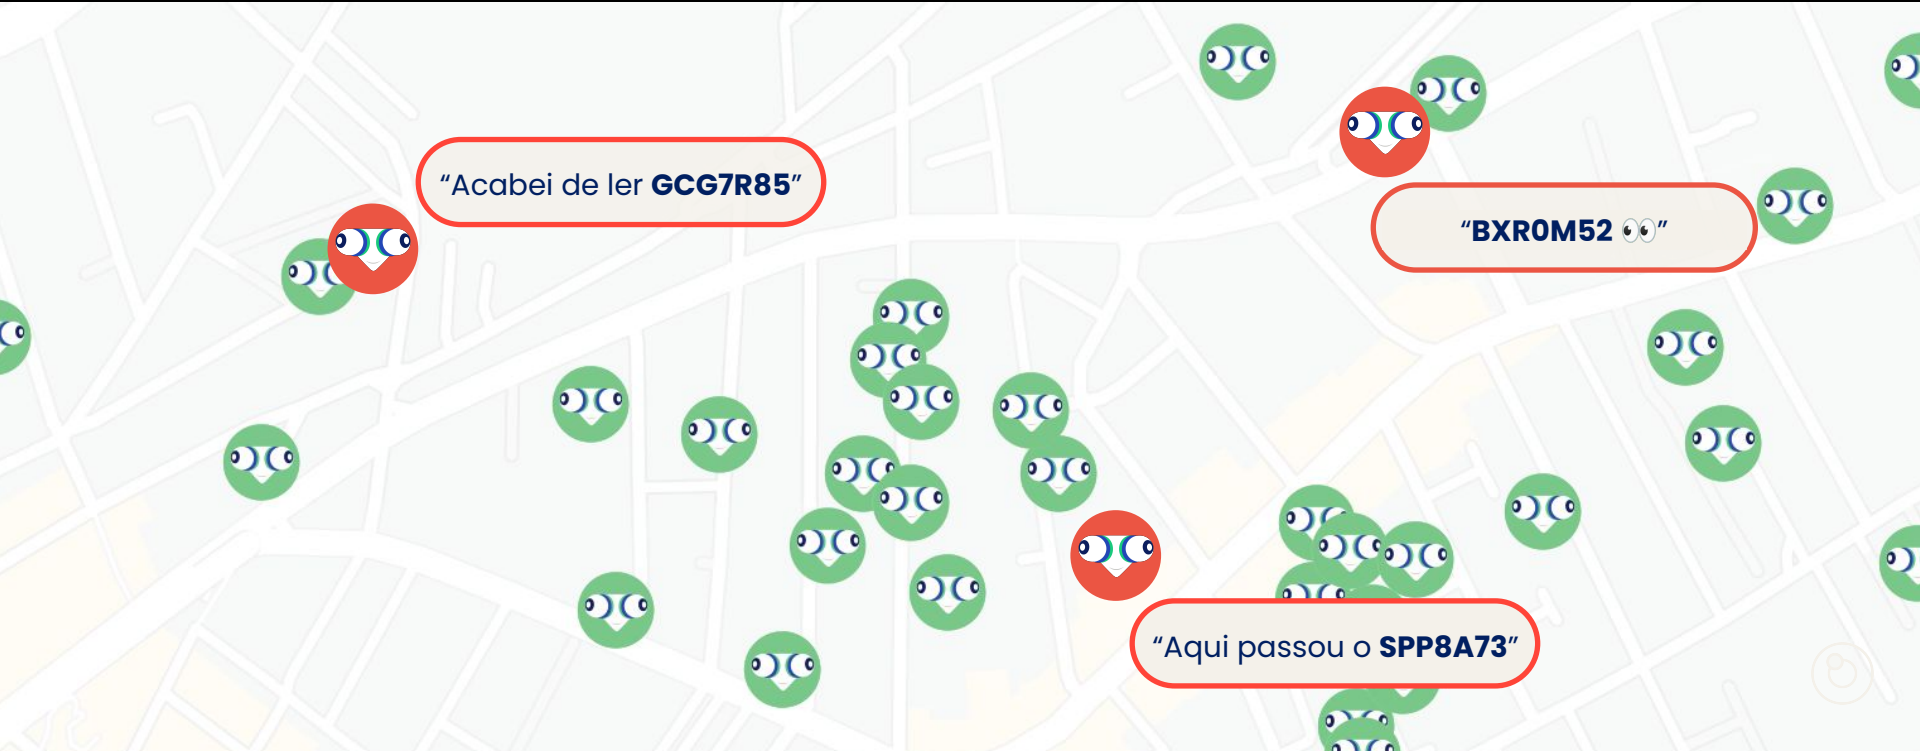 “Acabei de ler GCG7R85”
“BXR0M52 👀”
“Aqui passou o SPP8A73”